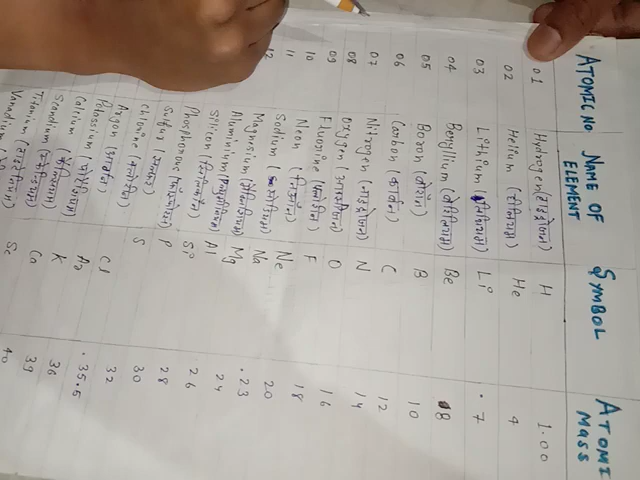 ATOMIC NO NAME OF ELEMENT SYMBOL ATOMI MASS
01 Hydrogen (हाइड्रोजन) H 1.00
02 Helium (हीलियम) He 4
03 Lithium (लिथियम) Li 7
04 Beryllium (बेरिलियम) Be 8
05 Boron (बोरॉन) B 10
06 Carbon (कार्बन) C 12
07 Nitrogen (नाइट्रोजन) N 14
08 Oxygen (आक्सीजन) O 16
09 Fluorine (फ्लोरीन) F 18
10 Neon (नियॉन) Ne 20
11 Sodium (सोडियम) Na .23
12 Magnesium (मैग्नीशियम) Mg 24
Aluminium (एल्युमिनियम) Al 26
Silicon (सिलिकॉन) Si 28
Phosphorous (फॉस्फोरस) P 30
Sulfur (सल्फर) S 32
chlorine (क्लोरीन) Cl .35.5
Argon (आर्गन) Ar 36
Potassium (पोटैशियम) K 39
Calcium (कैल्शियम) Ca 40
Scandium (स्कैंडियम) Sc
Titanium (टाइटेनियम)
Vanadium